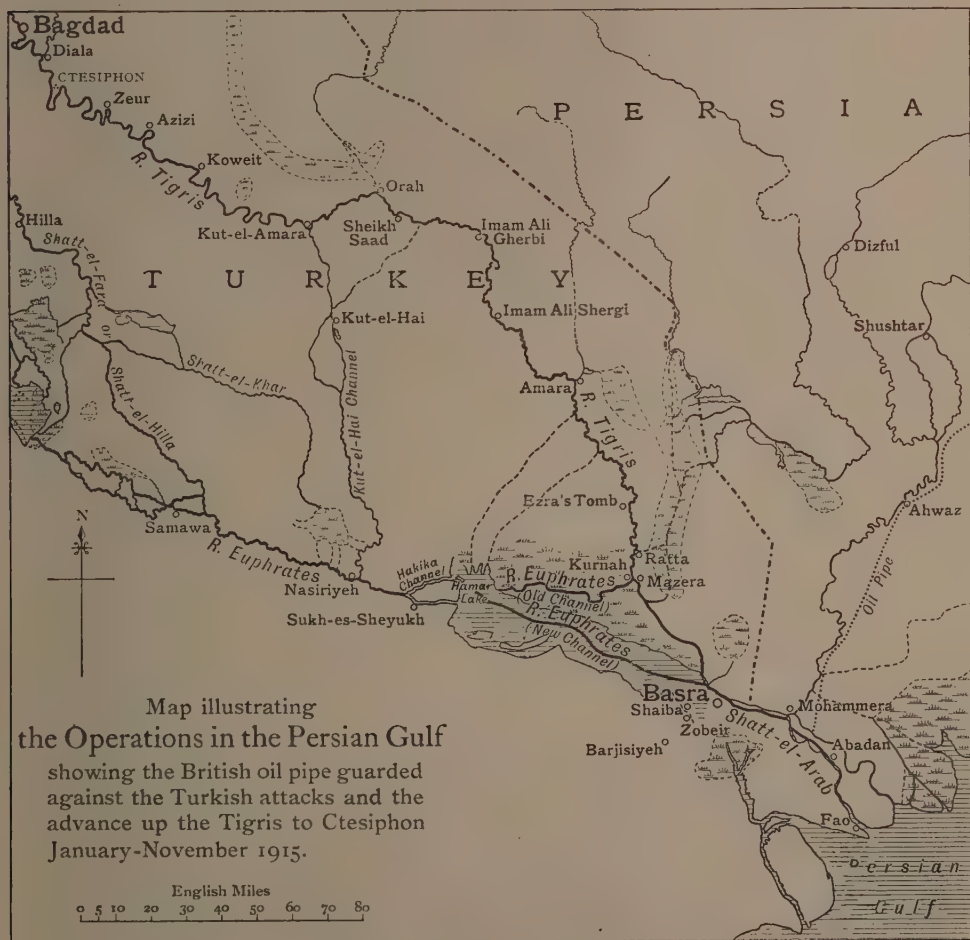 Bagdad
Diala
CTESIPHON
Zeur
Azizi
Koweit
R. Tigris
PERSIA
Orah
Hilla
Kut-el-Amara
Sheikh
Saad
Imam Ali
Gherbi
Dizful
Shatt-el-Fara or
TURKEY
Imam Ali Shergi
Kut-el-Hai
Shushtar
Shatt-el-Khar
Shatt-el-Hilla
Kut-el-Hai Channel
Amara
R. Tigris
Ezra's Tomb
Ahwaz
Oil Pipe
N
Samawa
R. Euphrates
Nasiriyeh
Hakika
Channel
Hamar
Lake
Ratta
Kurnah
Mazera
R. Euphrates
(Old Channel)
R. Euphrates
(New Channel)
Sukh-es-Sheyukh
Basra
Shaiba
Zobeir
Barjisiyeh
Mohammera
Shatt-el Arab
Abadan
Fao
Persian
Gulf
Map illustrating
the Operations in the Persian Gulf
showing the British oil pipe guarded
against the Turkish attacks and the
advance up the Tigris to Ctesiphon
January-November 1915.
English Miles
0 5 10 20 30 40 50 60 70 80